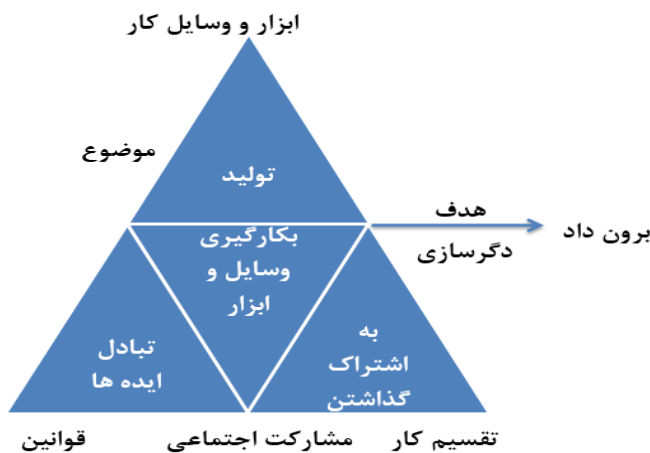 ابزار و وسایل کار
موضوع
تولید
هدف
برون داد
دگرسازی
بکارگیری
وسایل و
ابزار
تبادل
ایده ها
به
اشتراک
گذاشتن
قوانین
مشارکت اجتماعی
تقسیم کار